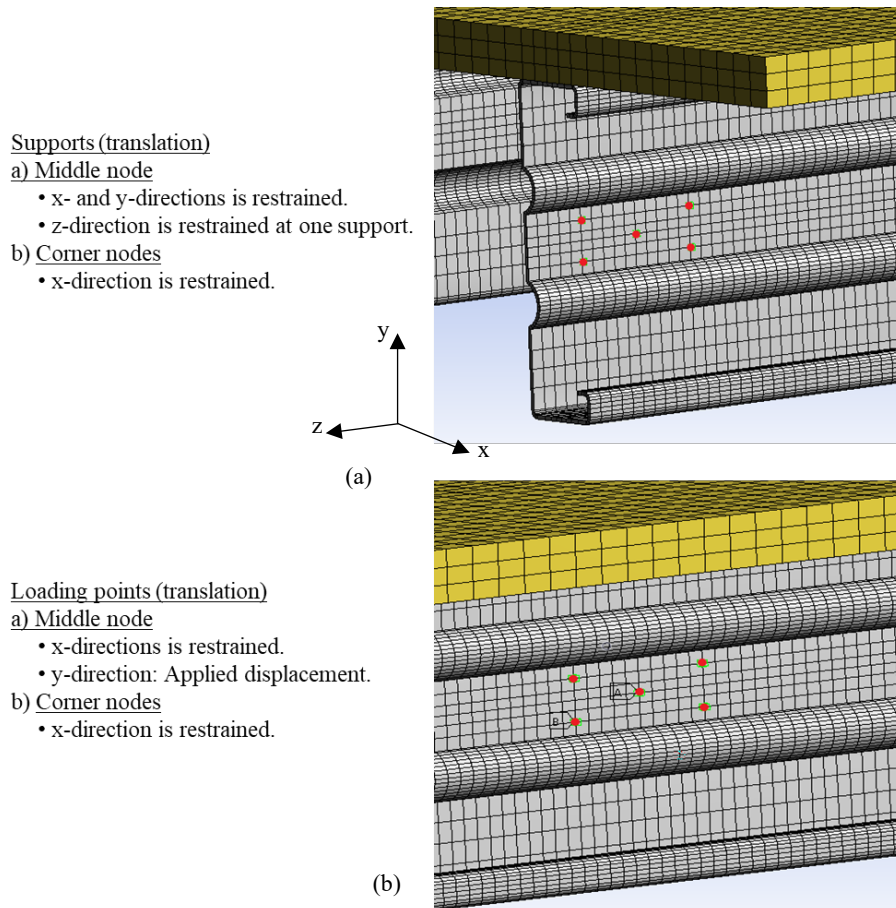 Supports (translation)
a) Middle node
• x- and y-directions is restrained.
• z-direction is restrained at one support.
b) Corner nodes
• x-direction is restrained.
y
z
x
(a)
Loading points (translation)
a) Middle node
• x-directions is restrained.
• y-direction: Applied displacement.
b) Corner nodes
• x-direction is restrained.
A
B
(b)